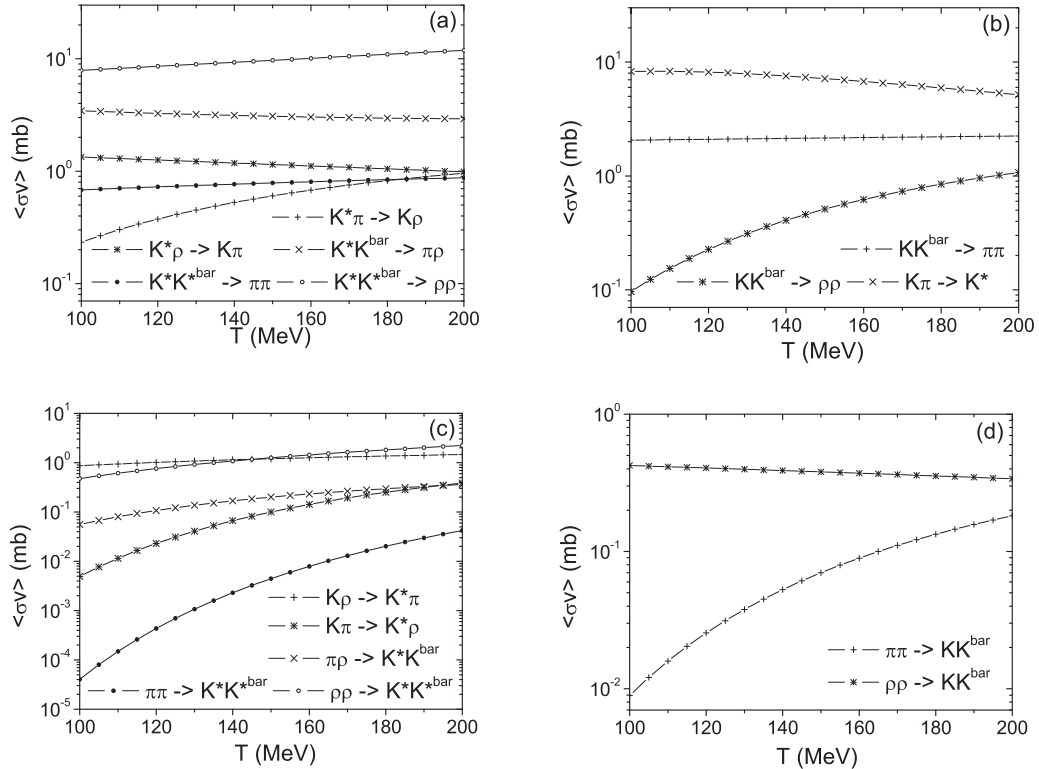 (a)
10¹
10⁰
10⁻¹
<σv> (mb)
K*π -> Kρ
K*ρ -> Kπ
K*K^bar -> πρ
K*K*^bar -> ππ
K*K*^bar -> ρρ
100 120 140 160 180 200
T (MeV)
(b)
10¹
10⁰
10⁻¹
<σv> (mb)
KK^bar -> ππ
KK^bar -> ρρ
Kπ -> K*
100 120 140 160 180 200
T (MeV)
(c)
10¹
10⁰
10⁻¹
10⁻²
10⁻³
10⁻⁴
10⁻⁵
<σv> (mb)
Kρ -> K*π
Kπ -> K*ρ
πρ -> K*K^bar
ππ -> K*K*^bar
ρρ -> K*K*^bar
100 120 140 160 180 200
T (MeV)
(d)
10⁰
10⁻¹
10⁻²
<σv> (mb)
ππ -> KK^bar
ρρ -> KK^bar
100 120 140 160 180 200
T (MeV)